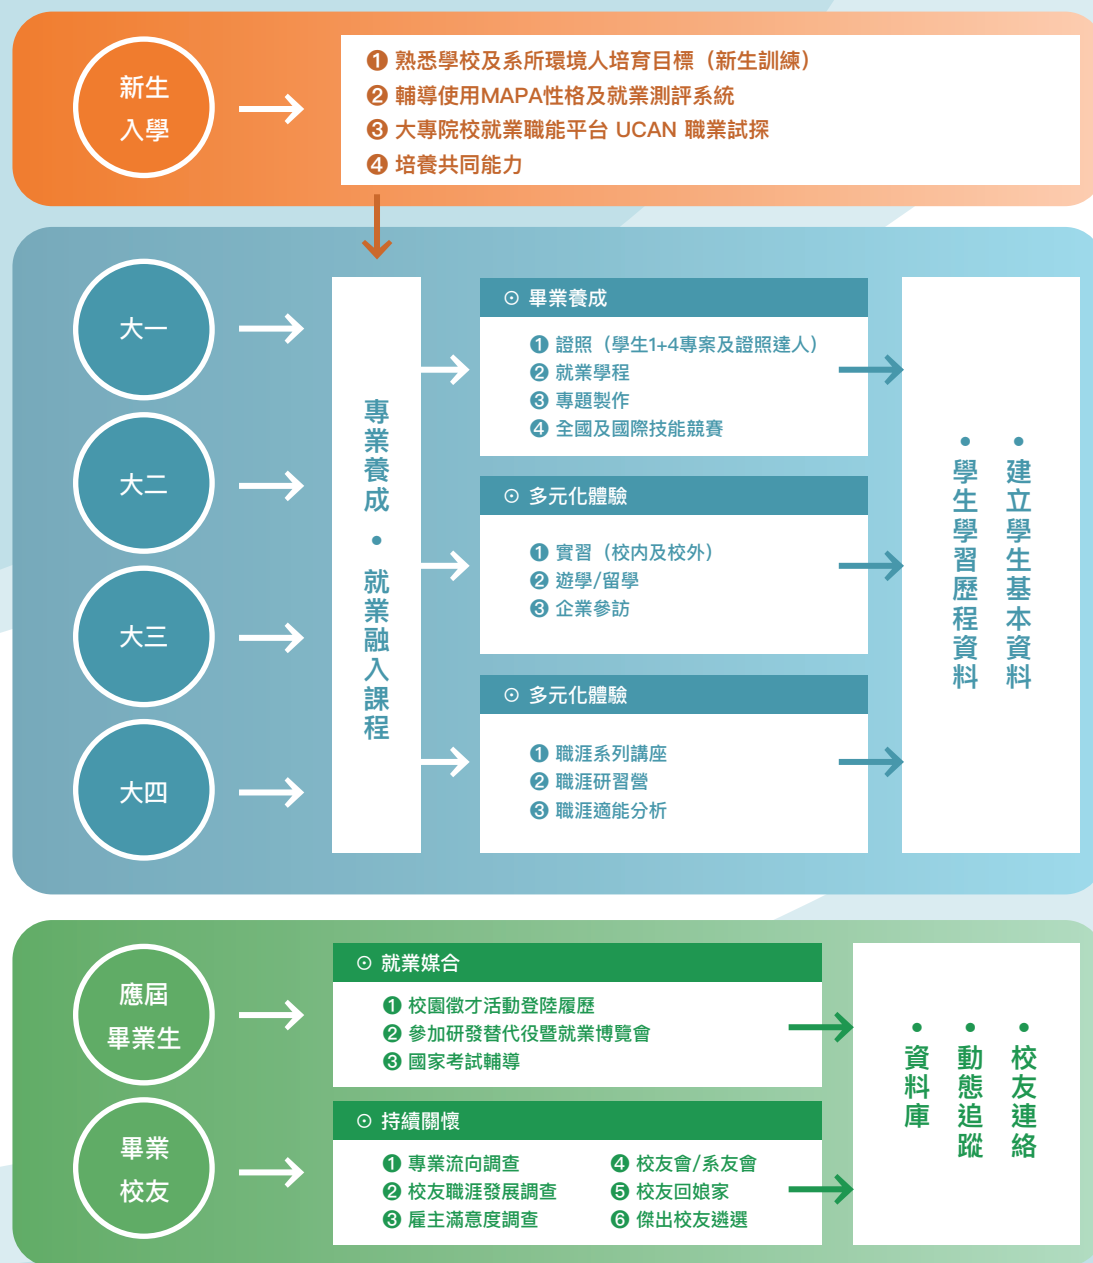 新生
入學
❶ 熟悉學校及系所環境人培育目標（新生訓練）
❷ 輔導使用MAPA性格及就業測評系統
❸ 大專院校就業職能平台 UCAN 職業試探
❹ 培養共同能力
大一
大二
大三
大四
專業養成・就業融入課程
⊙ 畢業養成
❶ 證照（學生1+4專案及證照達人）
❷ 就業學程
❸ 專題製作
❹ 全國及國際技能競賽
⊙ 多元化體驗
❶ 實習（校内及校外）
❷ 遊學/留學
❸ 企業參訪
⊙ 多元化體驗
❶ 職涯系列講座
❷ 職涯研習營
❸ 職涯適能分析
• 建立學生基本資料
• 學生學習歷程資料
應屆
畢業生
⊙ 就業媒合
❶ 校園徵才活動登陸履歷
❷ 參加研發替代役暨就業博覽會
❸ 國家考試輔導
畢業
校友
⊙ 持續關懷
❶ 專業流向調查
❷ 校友職涯發展調查
❸ 雇主滿意度調查
❹ 校友會/系友會
❺ 校友回娘家
❻ 傑出校友遴選
• 校友連絡
• 動態追蹤
• 資料庫